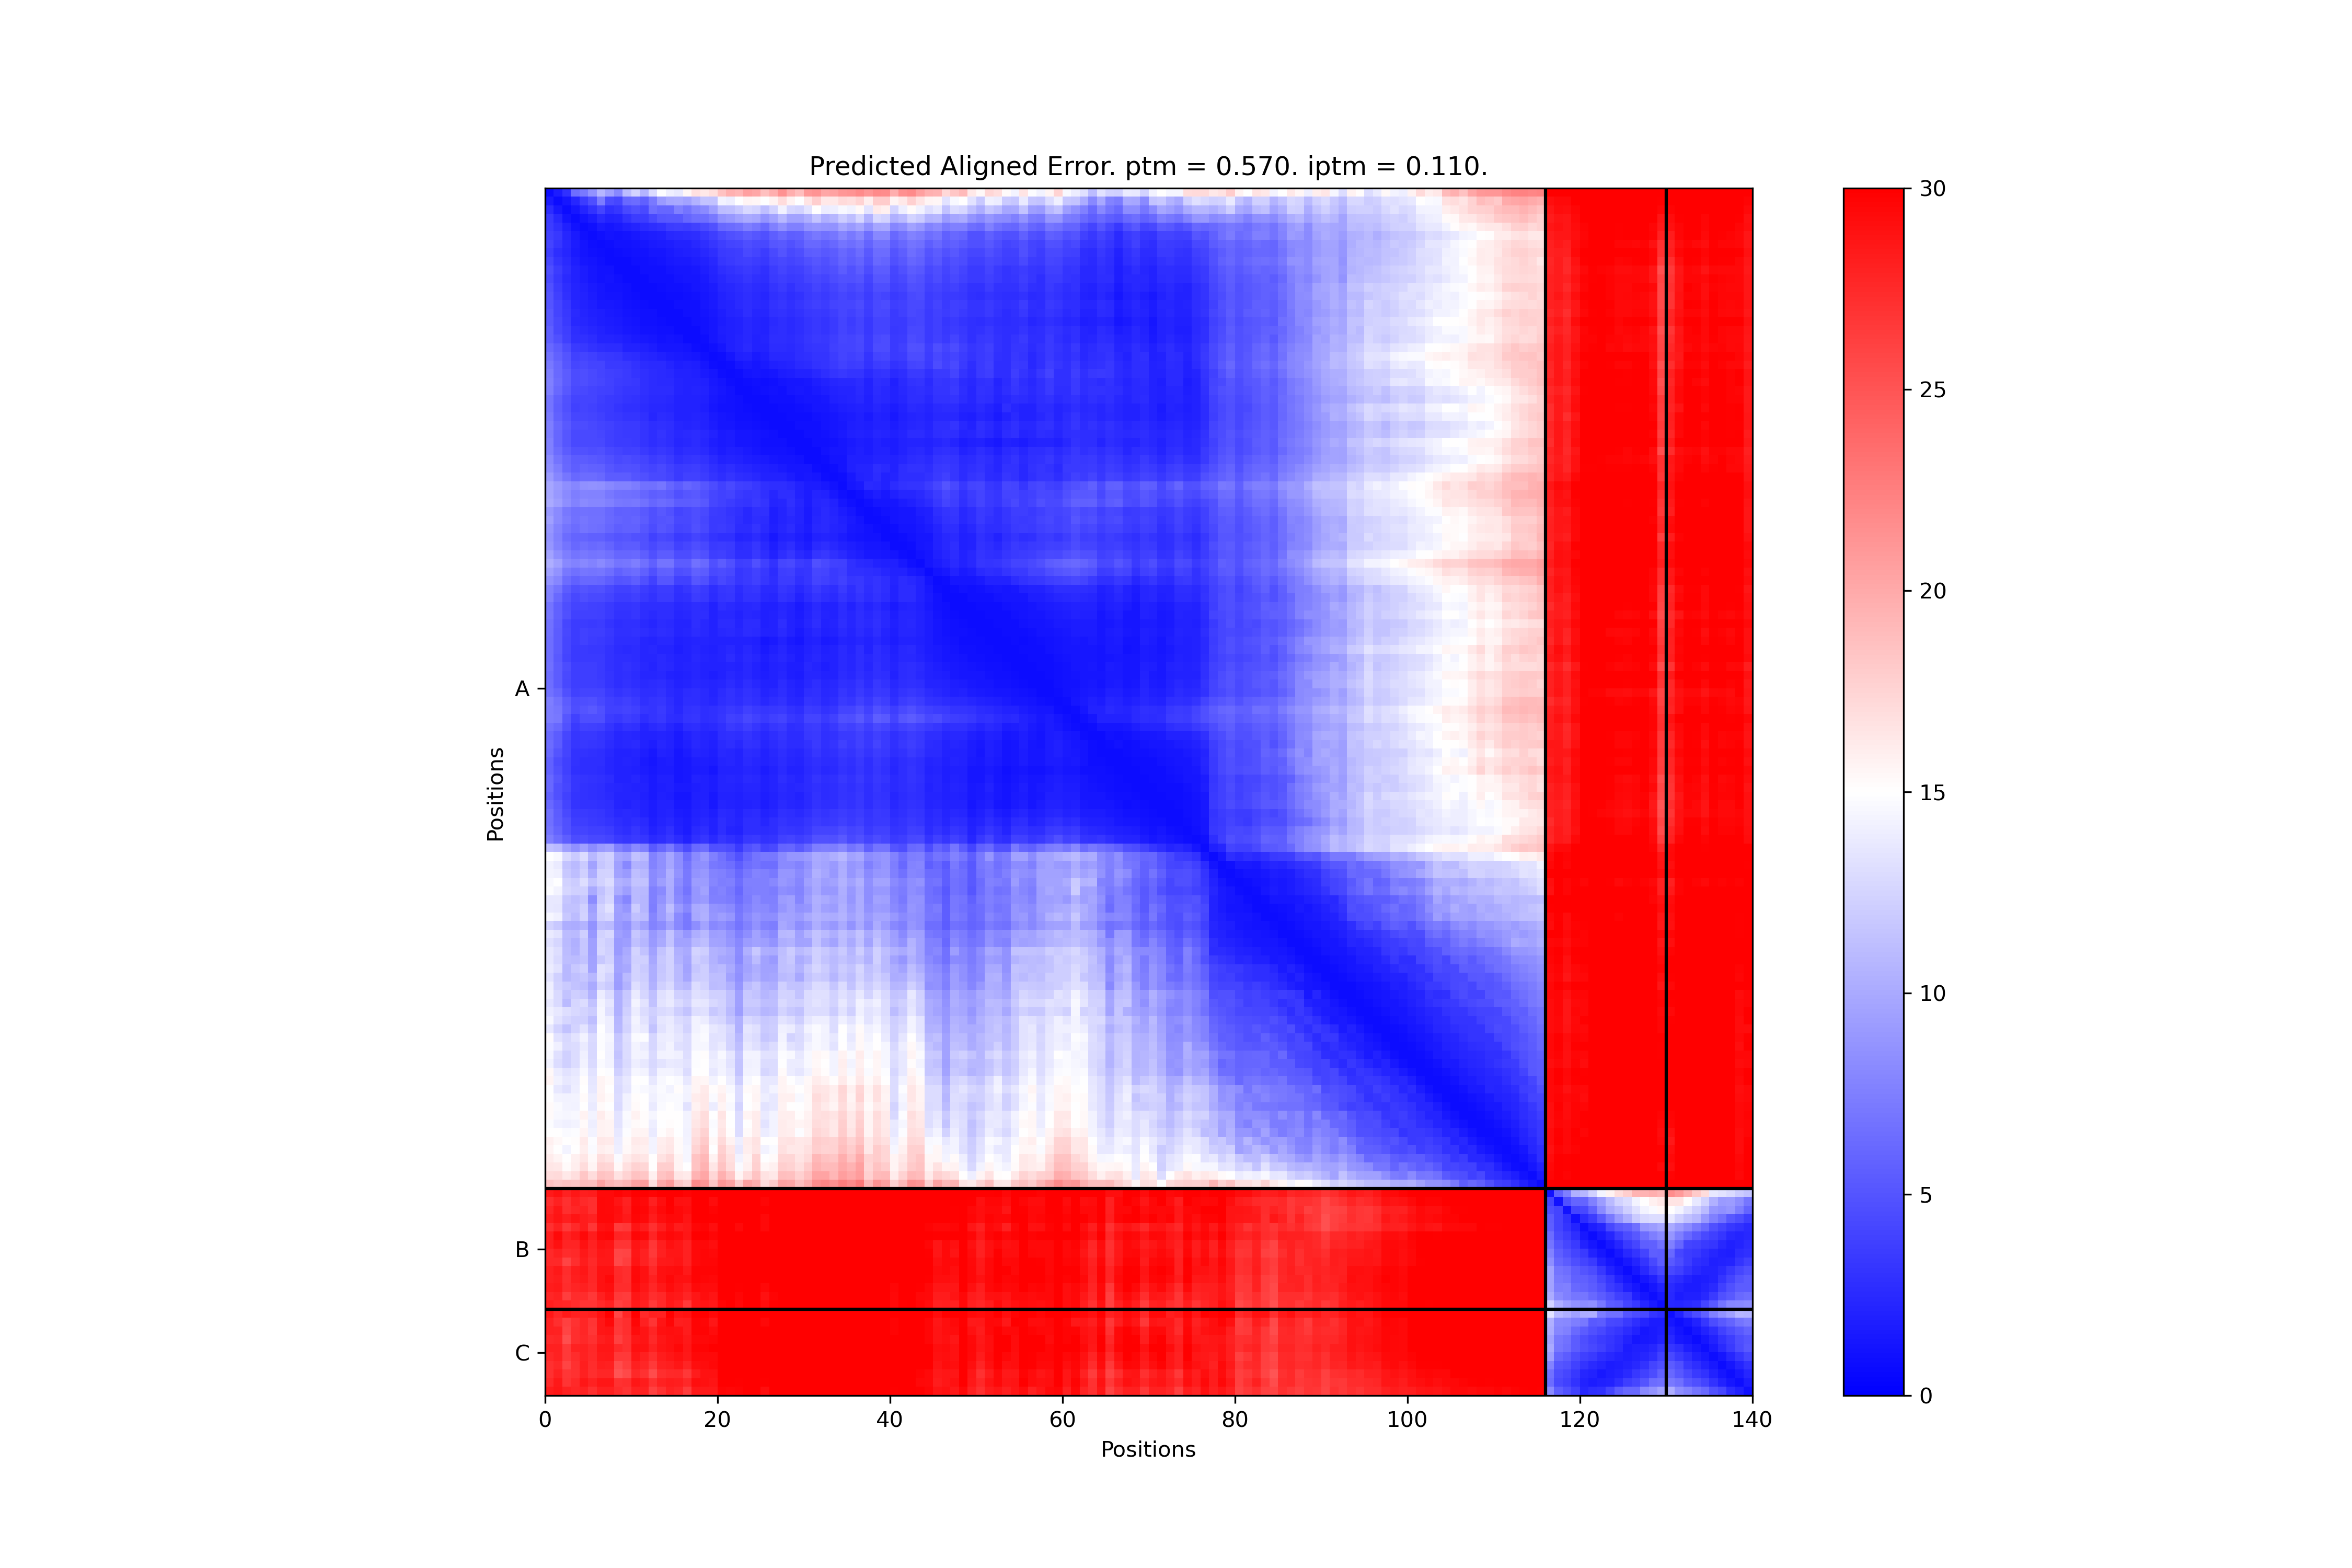 Predicted Aligned Error. ptm = 0.570. iptm = 0.110.
Positions
A
B
C
0
20
40
60
80
100
120
140
Positions
30
25
20
15
10
5
0